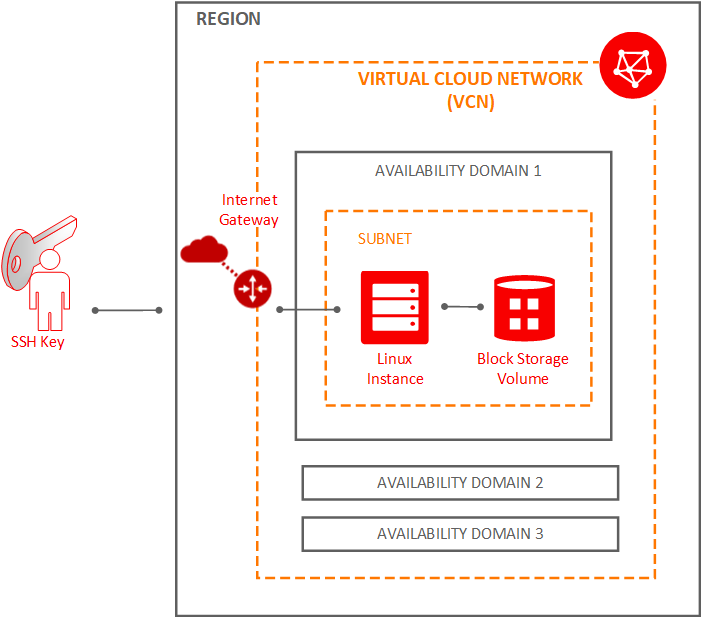 REGION
VIRTUAL CLOUD NETWORK
(VCN)
AVAILABILITY DOMAIN 1
Internet
Gateway
SUBNET
SSH Key
Linux
Instance
Block Storage
Volume
AVAILABILITY DOMAIN 2
AVAILABILITY DOMAIN 3